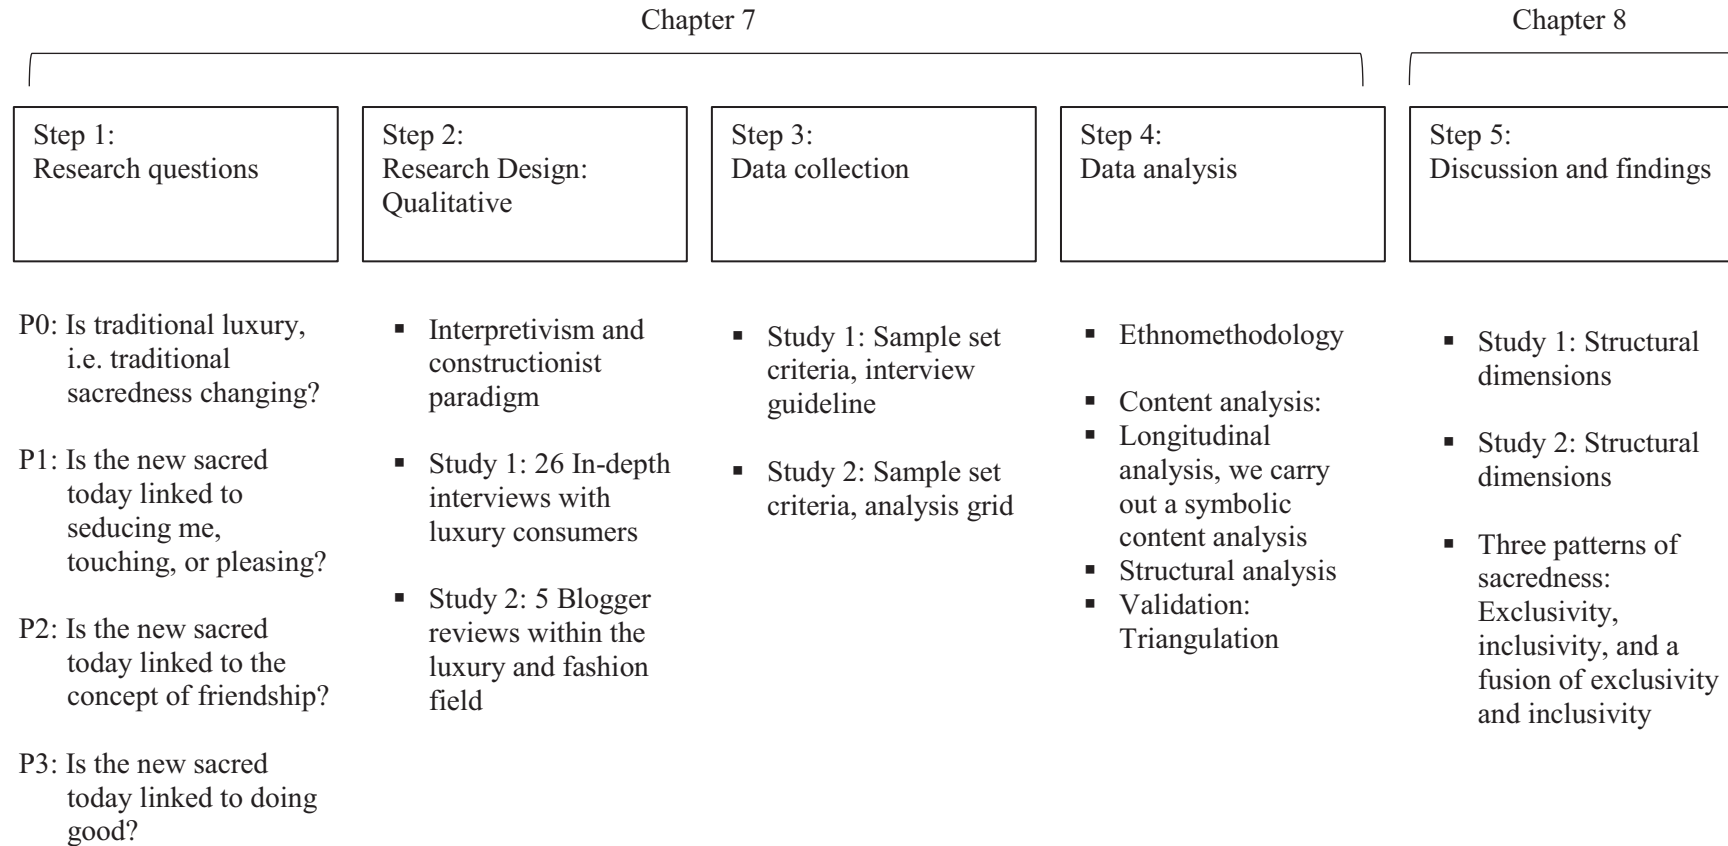 Chapter 7
Chapter 8
Step 1:
Research questions
Step 2:
Research Design:
Qualitative
Step 3:
Data collection
Step 4:
Data analysis
Step 5:
Discussion and findings
P0: Is traditional luxury,
i.e. traditional
sacredness changing?
P1: Is the new sacred
today linked to
seducing me,
touching, or pleasing?
P2: Is the new sacred
today linked to the
concept of friendship?
P3: Is the new sacred
today linked to doing
good?
▪ Interpretivism and
constructionist
paradigm
▪ Study 1: 26 In-depth
interviews with
luxury consumers
▪ Study 2: 5 Blogger
reviews within the
luxury and fashion
field
▪ Study 1: Sample set
criteria, interview
guideline
▪ Study 2: Sample set
criteria, analysis grid
▪ Ethnomethodology
▪ Content analysis:
▪ Longitudinal
analysis, we carry
out a symbolic
content analysis
▪ Structural analysis
▪ Validation:
Triangulation
▪ Study 1: Structural
dimensions
▪ Study 2: Structural
dimensions
▪ Three patterns of
sacredness:
Exclusivity,
inclusivity, and a
fusion of exclusivity
and inclusivity